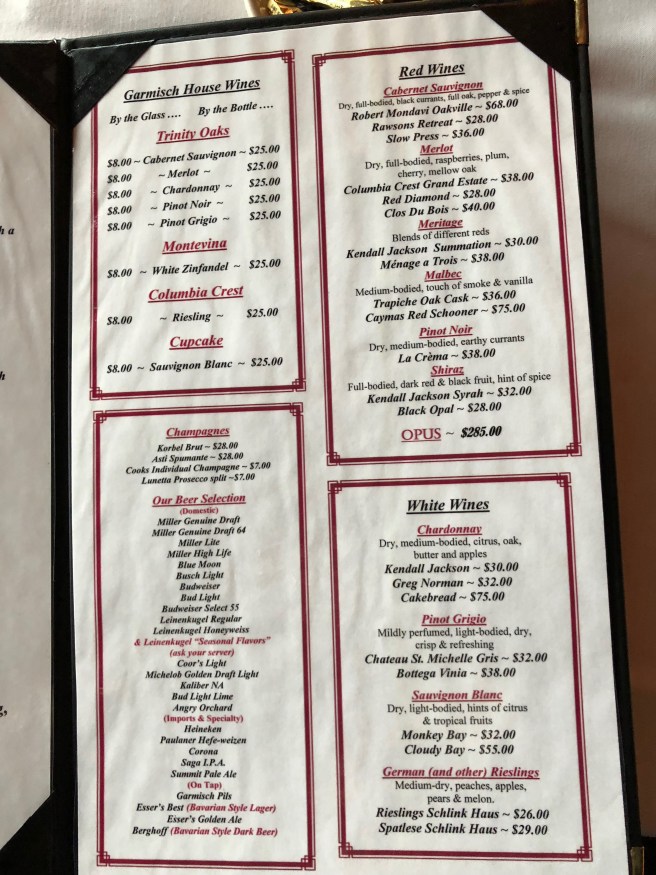 Garmisch House Wines
By the Glass .... By the Bottle ....
Trinity Oaks
$8.00 ~ Cabernet Sauvignon ~ $25.00
$8.00 ~ Merlot ~ $25.00
$8.00 ~ Chardonnay ~ $25.00
$8.00 ~ Pinot Noir ~ $25.00
$8.00 ~ Pinot Grigio ~ $25.00
Montevina
$8.00 ~ White Zinfandel ~ $25.00
Columbia Crest
$8.00 ~ Riesling ~ $25.00
Cupcake
$8.00 ~ Sauvignon Blanc ~ $25.00
Champagnes
Korbel Brut ~ $28.00
Asti Spumante ~ $28.00
Cooks Individual Champagne ~ $7.00
Lunetta Prosecco split ~$7.00
Our Beer Selection
(Domestic)
Miller Genuine Draft
Miller Genuine Draft 64
Miller Lite
Miller High Life
Blue Moon
Busch Light
Budweiser
Bud Light
Budweiser Select 55
Leinenkugel Regular
Leinenkugel Honeyweiss
& Leinenkugel "Seasonal Flavors"
(ask your server)
Coor's Light
Michelob Golden Draft Light
Kaliber NA
Bud Light Lime
Angry Orchard
(Imports & Specialty)
Heineken
Paulaner Hefe-weizen
Corona
Saga I.P.A.
Summit Pale Ale
(On Tap)
Garmisch Pils
Esser's Best (Bavarian Style Lager)
Esser's Golden Ale
Berghoff (Bavarian Style Dark Beer)
Red Wines
Cabernet Sauvignon
Dry, full-bodied, black currants, full oak, pepper & spice
Robert Mondavi Oakville ~ $68.00
Rawsons Retreat ~ $28.00
Slow Press ~ $36.00
Merlot
Dry, full-bodied, raspberries, plum,
cherry, mellow oak
Columbia Crest Grand Estate ~ $38.00
Red Diamond ~ $28.00
Clos Du Bois ~ $40.00
Meritage
Blends of different reds
Kendall Jackson Summation ~ $30.00
Ménage a Trois ~ $38.00
Malbec
Medium-bodied, touch of smoke & vanilla
Trapiche Oak Cask ~ $36.00
Caymas Red Schooner ~ $75.00
Pinot Noir
Dry, medium-bodied, earthy currants
La Crèma ~ $38.00
Shiraz
Full-bodied, dark red & black fruit, hint of spice
Kendall Jackson Syrah ~ $32.00
Black Opal ~ $28.00
OPUS ~ $285.00
White Wines
Chardonnay
Dry, medium-bodied, citrus, oak,
butter and apples
Kendall Jackson ~ $30.00
Greg Norman ~ $32.00
Cakebread ~ $75.00
Pinot Grigio
Mildly perfumed, light-bodied, dry,
crisp & refreshing
Chateau St. Michelle Gris ~ $32.00
Bottega Vinia ~ $38.00
Sauvignon Blanc
Dry, light-bodied, hints of citrus
& tropical fruits
Monkey Bay ~ $32.00
Cloudy Bay ~ $55.00
German (and other) Rieslings
Medium-dry, peaches, apples,
pears & melon.
Rieslings Schlink Haus ~ $26.00
Spatlese Schlink Haus ~ $29.00